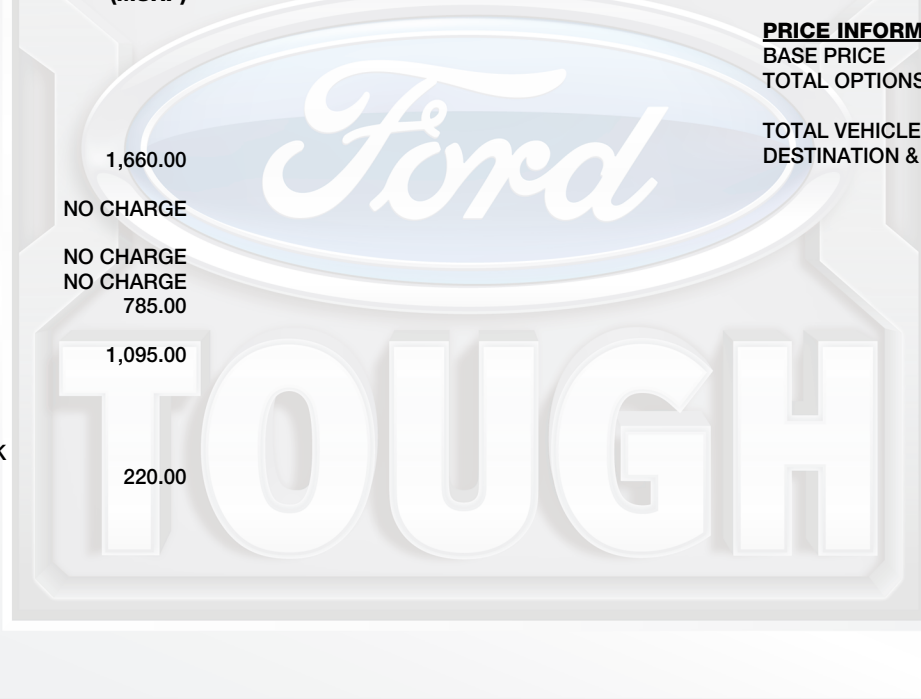 PRICE INFORM
BASE PRICE
TOTAL OPTIONS
TOTAL VEHICLE
DESTINATION &
1,660.00
NO CHARGE
NO CHARGE
NO CHARGE
785.00
1,095.00
K
220.00
Ford
TOUGH